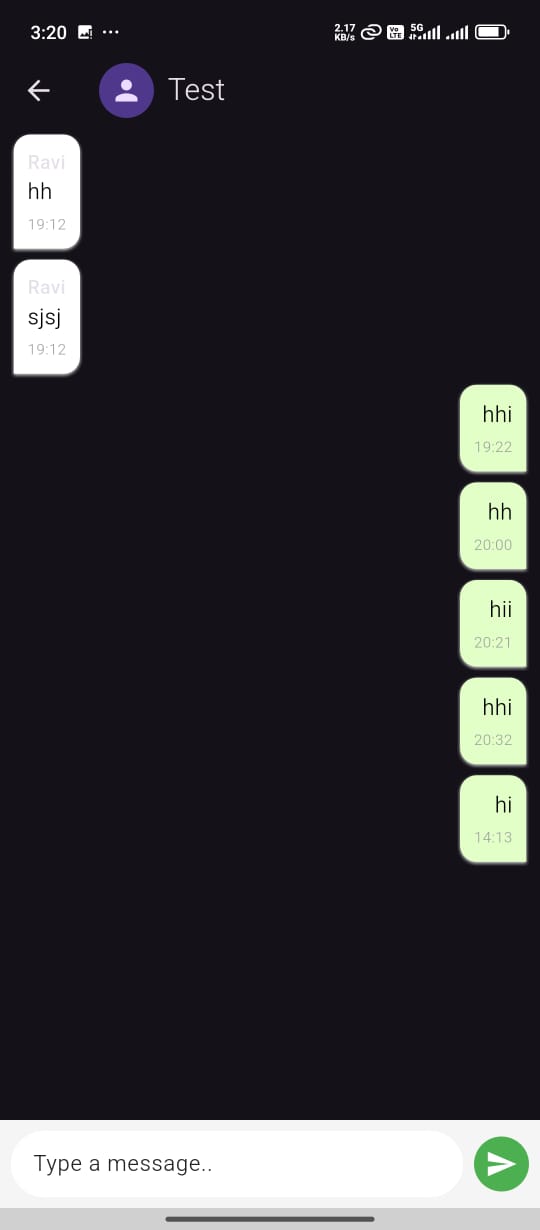 3:20
2.17 KB/s Vo LTE 5G
Test
Ravi
hh
19:12
Ravi
sjsj
19:12
hhi
19:22
hh
20:00
hii
20:21
hhi
20:32
hi
14:13
Type a message..